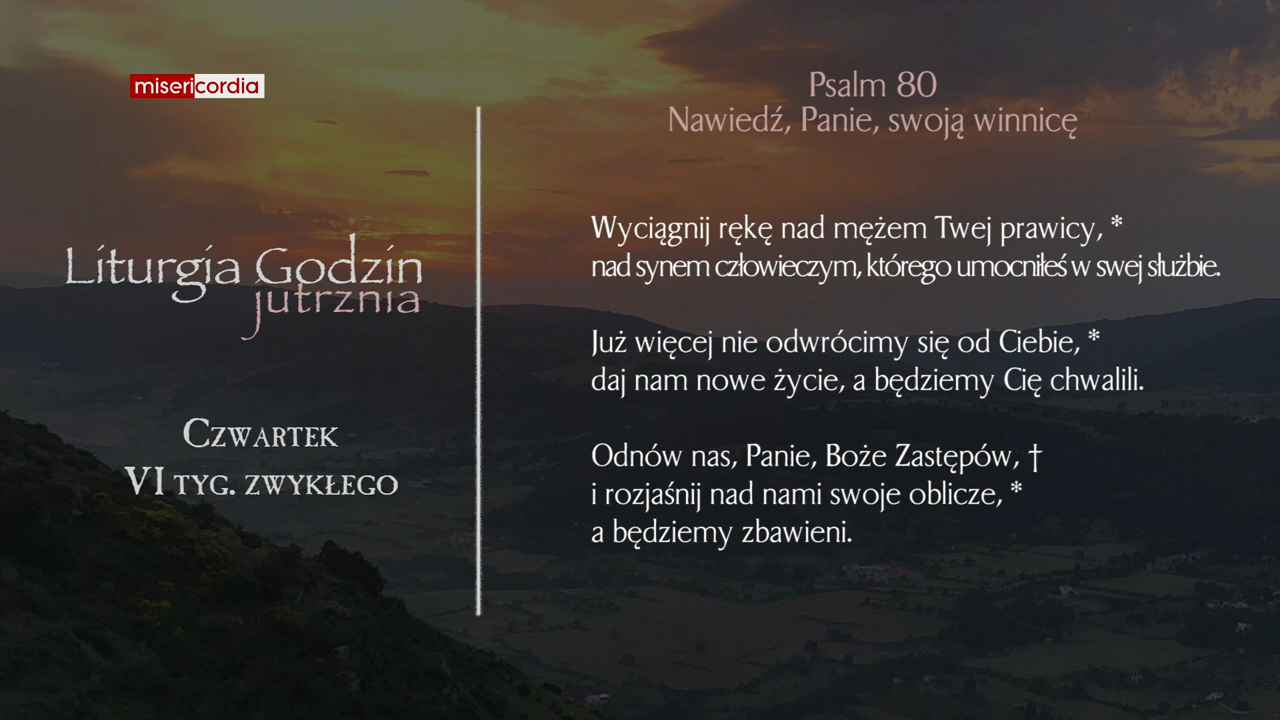 misericordia
Liturgia Godzin
jutrznia
Czwartek
VI tyg. zwykłego
Psalm 80
Nawiedź, Panie, swoją winnicę
Wyciągnij rękę nad mężem Twej prawicy, *
nad synem człowieczym, którego umocniłeś w swej służbie.
Już więcej nie odwrócimy się od Ciebie, *
daj nam nowe życie, a będziemy Cię chwalili.
Odnów nas, Panie, Boże Zastępów, †
i rozjaśnij nad nami swoje oblicze, *
a będziemy zbawieni.